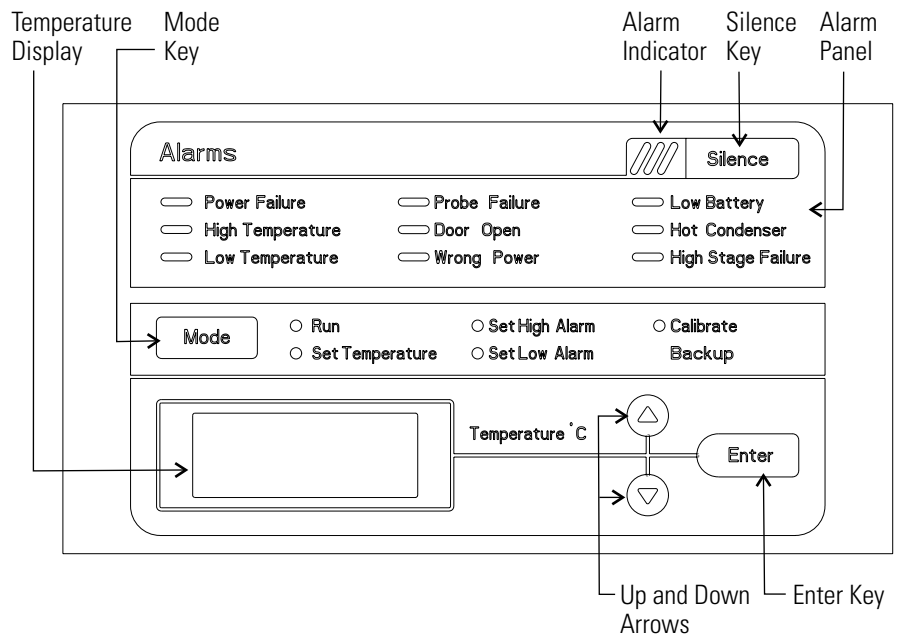 Temperature Display
Mode Key
Alarm Indicator
Silence Key
Alarm Panel
Alarms
Silence
Power Failure
Probe Failure
Low Battery
High Temperature
Door Open
Hot Condenser
Low Temperature
Wrong Power
High Stage Failure
Mode
Run
Set High Alarm
Calibrate
Set Temperature
Set Low Alarm
Backup
Temperature °C
Enter
Up and Down Arrows
Enter Key